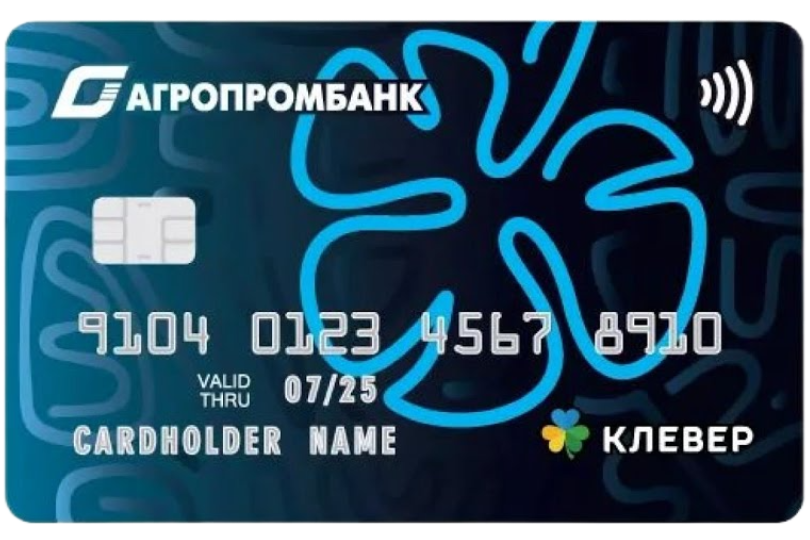 АГРОПРОМБАНК
9104 0123 4567 8910
VALID
THRU
07/25
CARDHOLDER NAME
КЛЕВЕР